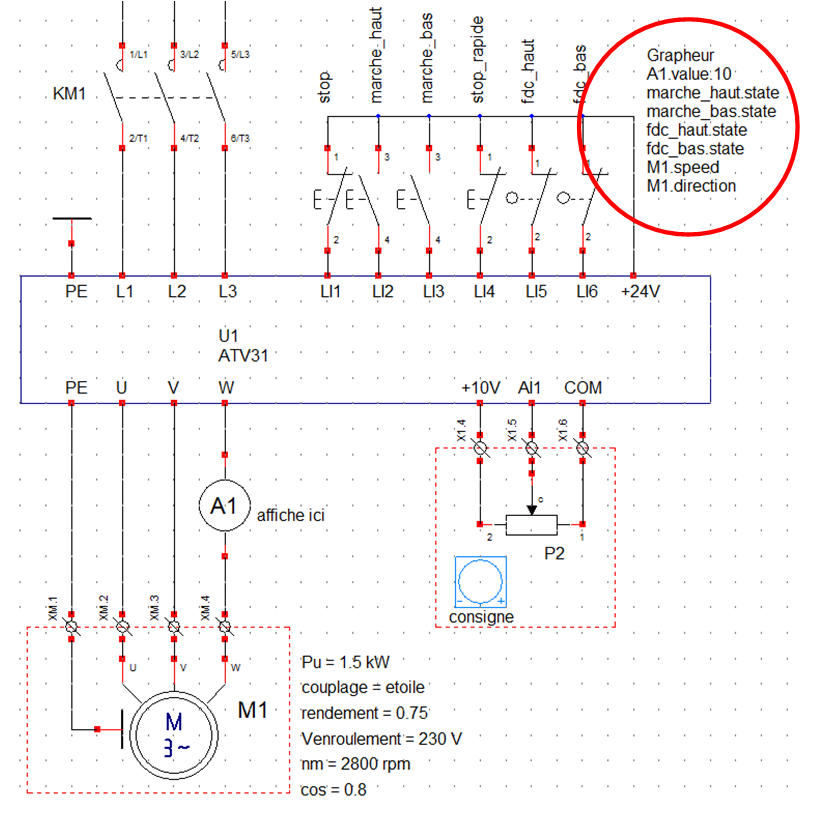 1/L1
3/L2
5/L3
KM1
2/T1
4/T2
6/T3
stop
marche_haut
marche_bas
stop_rapide
fdc_haut
fdc_bas
Grapheur
A1.value:10
marche_haut.state
marche_bas.state
fdc_haut.state
fdc_bas.state
M1.speed
M1.direction
1
3
3
1
1
1
2
4
4
2
2
2
PE
L1
L2
L3
LI1
LI2
LI3
LI4
LI5
LI6
+24V
U1
ATV31
PE
U
V
W
+10V
AI1
COM
X1.4
X1.5
X1.6
A1
affiche ici
c
2
1
P2
- +
consigne
XM.1
XM.2
XM.3
XM.4
U
V
W
M
3~
M1
Pu = 1.5 kW
couplage = etoile
rendement = 0.75
Venroulement = 230 V
nm = 2800 rpm
cos = 0.8